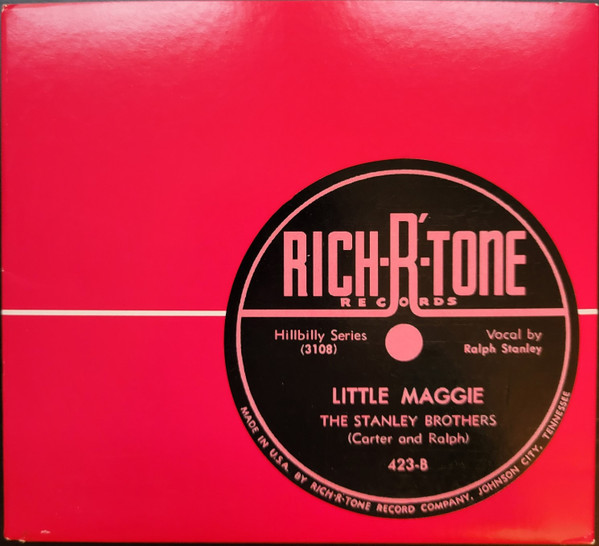 RICH-R'-TONE
RECORDS
Hillbilly Series
(3108)
Vocal by
Ralph Stanley
LITTLE MAGGIE
THE STANLEY BROTHERS
(Carter and Ralph)
423-B
MADE IN U.S.A. BY RICH-R-TONE RECORD COMPANY, JOHNSON CITY, TENNESSEE